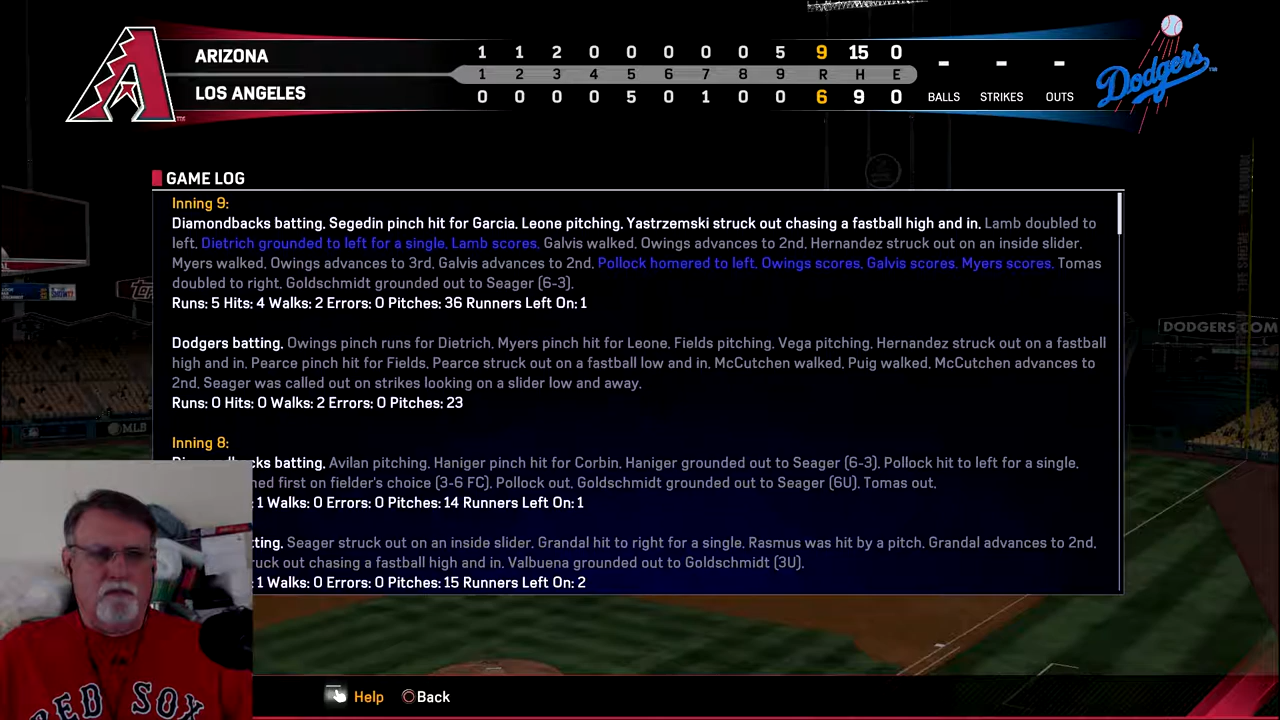 ARIZONA 1 1 2 0 0 0 0 0 5 9 15 0
1 2 3 4 5 6 7 8 9 R H E
LOS ANGELES 0 0 0 0 5 0 1 0 0 6 9 0
- - -
BALLS STRIKES OUTS
Dodgers
GAME LOG
Inning 9:
Diamondbacks batting. Segedin pinch hit for Garcia. Leone pitching. Yastrzemski struck out chasing a fastball high and in. Lamb doubled to
left. Dietrich grounded to left for a single. Lamb scores. Galvis walked. Owings advances to 2nd. Hernandez struck out on an inside slider.
Myers walked. Owings advances to 3rd. Galvis advances to 2nd. Pollock homered to left. Owings scores. Galvis scores. Myers scores. Tomas
doubled to right. Goldschmidt grounded out to Seager (6-3).
Runs: 5 Hits: 4 Walks: 2 Errors: 0 Pitches: 36 Runners Left On: 1
Dodgers batting. Owings pinch runs for Dietrich. Myers pinch hit for Leone. Fields pitching. Vega pitching. Hernandez struck out on a fastball
high and in. Pearce pinch hit for Fields. Pearce struck out on a fastball low and in. McCutchen walked. Puig walked. McCutchen advances to
2nd. Seager was called out on strikes looking on a slider low and away.
Runs: 0 Hits: 0 Walks: 2 Errors: 0 Pitches: 23
Inning 8:
cks batting. Avilan pitching. Haniger pinch hit for Corbin. Haniger grounded out to Seager (6-3). Pollock hit to left for a single.
ned first on fielder's choice (3-6 FC). Pollock out. Goldschmidt grounded out to Seager (6U). Tomas out.
1 Walks: 0 Errors: 0 Pitches: 14 Runners Left On: 1
tting. Seager struck out on an inside slider. Grandal hit to right for a single. Rasmus was hit by a pitch. Grandal advances to 2nd.
ruck out chasing a fastball high and in. Valbuena grounded out to Goldschmidt (3U).
1 Walks: 0 Errors: 0 Pitches: 15 Runners Left On: 2
DODGERS.COM
MLB
RED SOX
Help Back